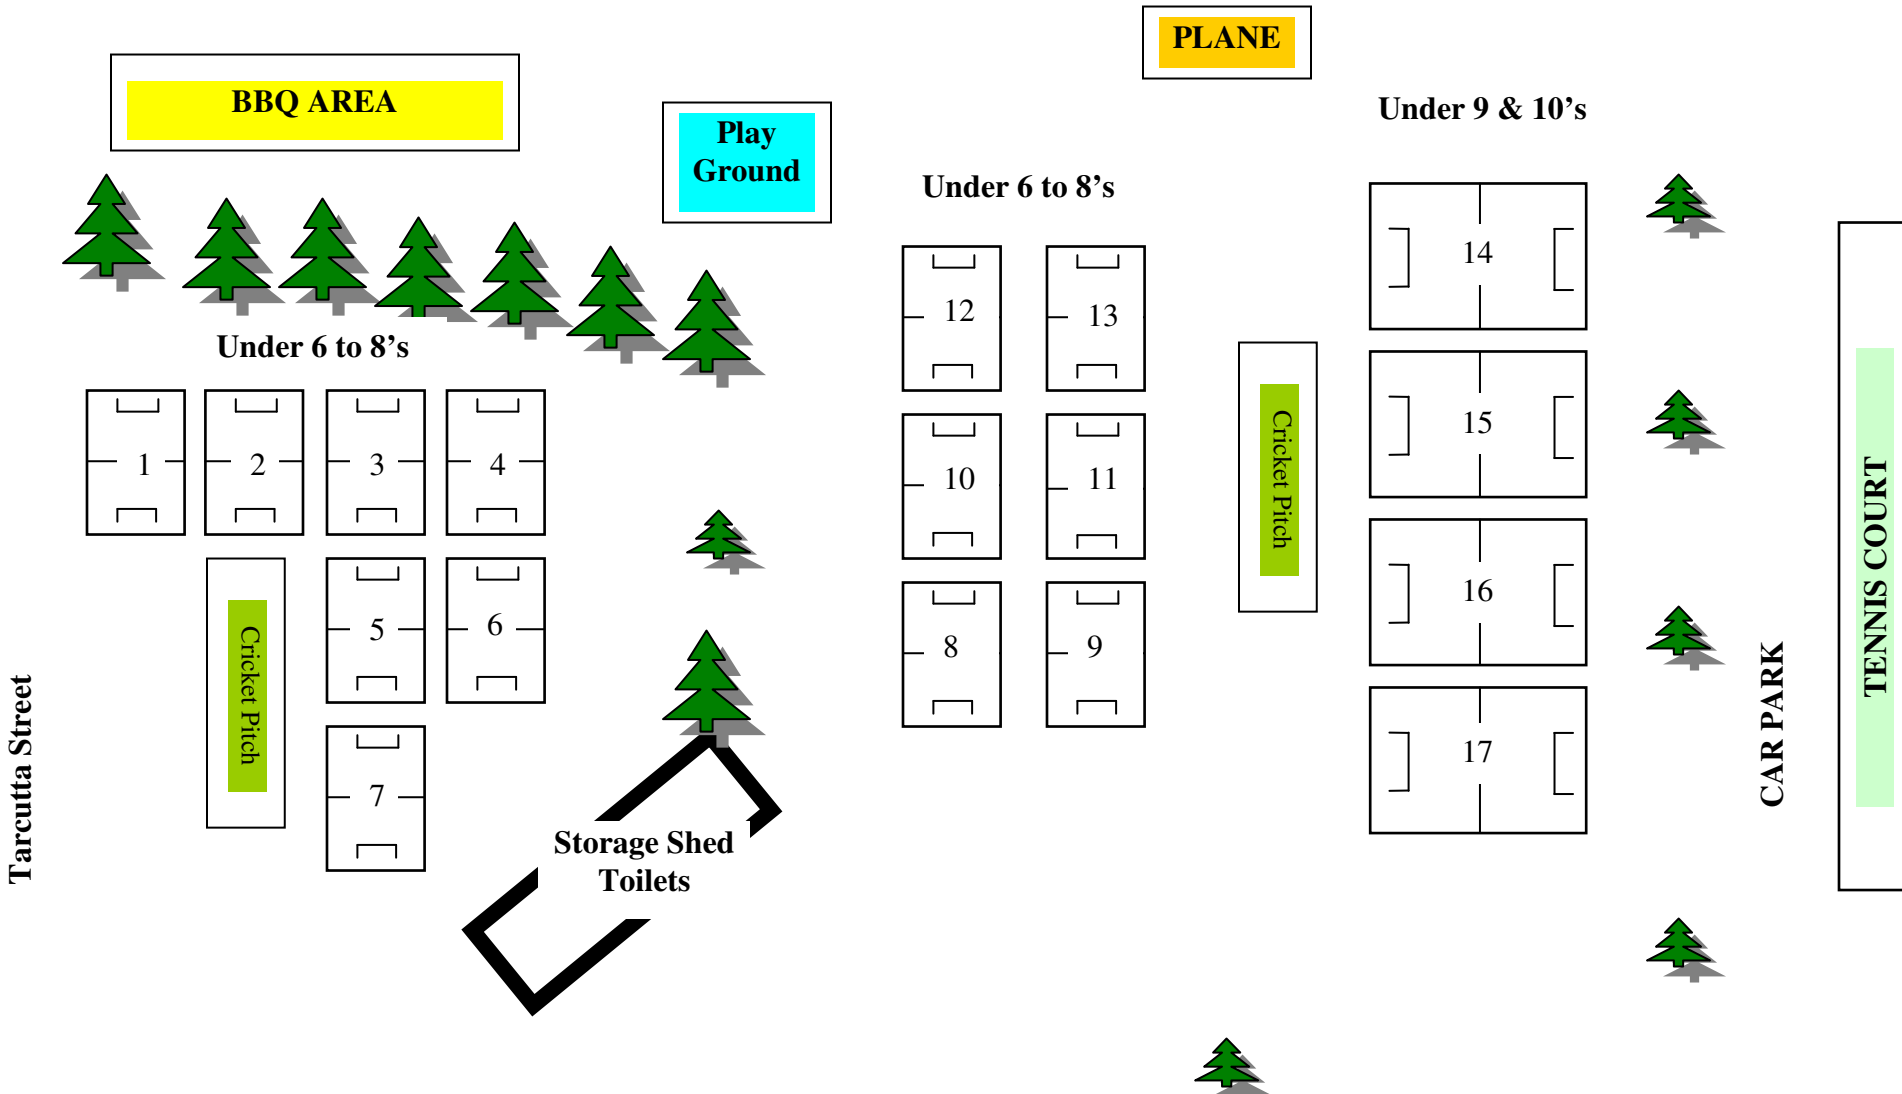 PLANE
BBQ AREA
Under 9 & 10’s
Play
Ground
Under 6 to 8’s
14
12
13
Under 6 to 8’s
15
Cricket Pitch
1
2
3
4
10
11
TENNIS COURT
16
5
6
8
9
Cricket Pitch
CAR PARK
Tarcutta Street
17
7
Storage Shed
Toilets